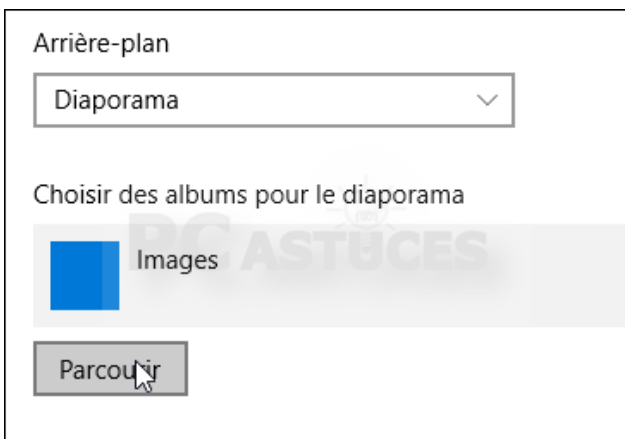 Arrière-plan
Diaporama
Choisir des albums pour le diaporama
PC ASTUCES
Images
Parcourir